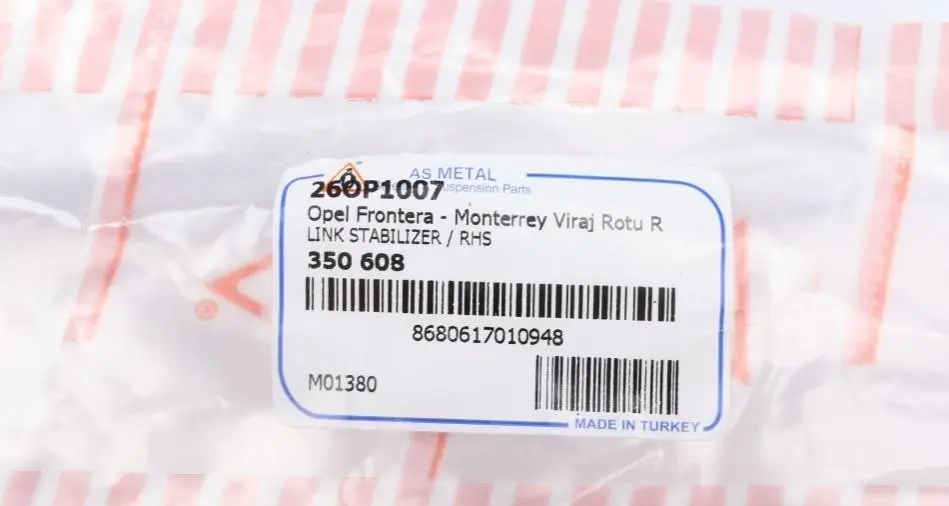 AS METAL
Suspension Parts
26OP1007
Opel Frontera - Monterrey Viraj Rotu R
LINK STABILIZER / RHS
350 608
8680617010948
M01380
MADE IN TURKEY